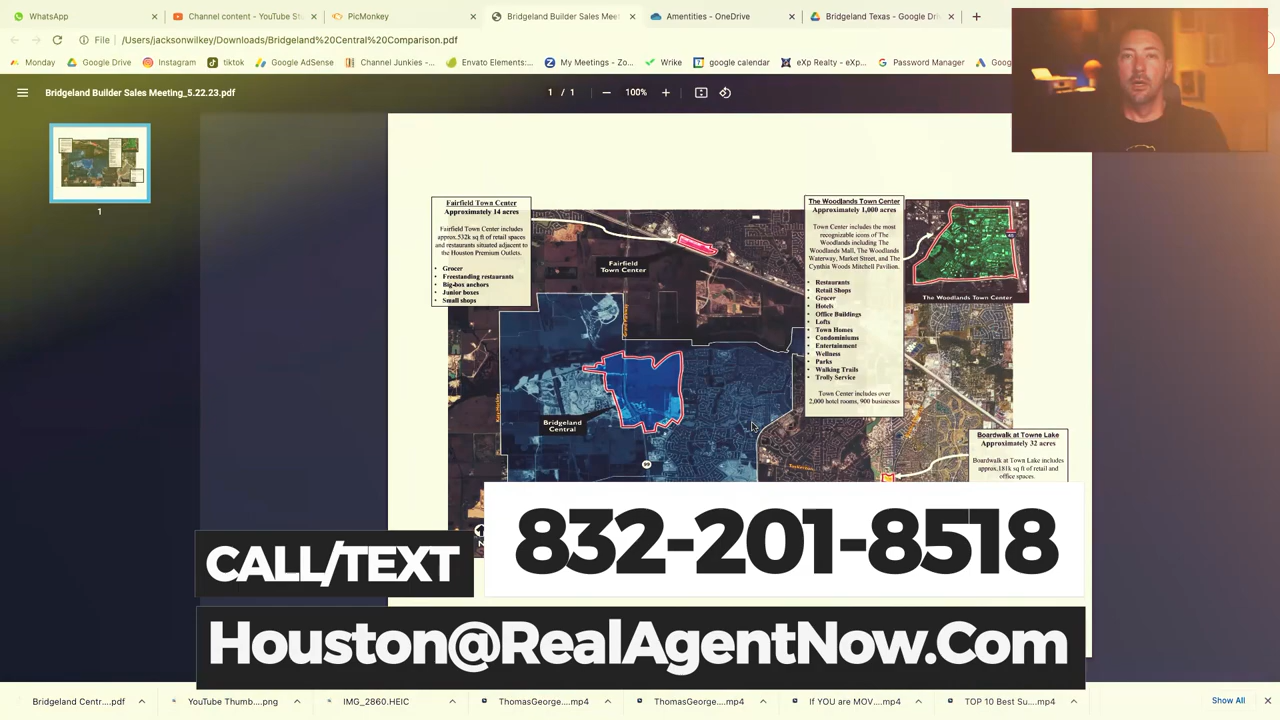 WhatsApp
Channel content - YouTube St
PicMonkey
Bridgeland Builder Sales Meet
Amentities - OneDrive
Bridgeland Texas - Google Dri
File
/Users/jacksonwilkey/Downloads/Bridgeland%20Central%20Comparison.pdf
Monday
Google Drive
Instagram
tiktok
Google AdSense
Channel Junkies -...
Envato Elements:...
My Meetings - Zo...
Wrike
google calendar
eXp Realty - eXp...
Password Manager
Goo
Bridgeland Builder Sales Meeting_5.22.23.pdf
1 / 1
100%
1
Fairfield Town Center
Approximately 14 acres
Fairfield Town Center includes
approx.532k sq ft of retail spaces
and restaurants situated adjacent to
the Houston Premium Outlets.
• Grocer
• Freestanding restaurants
• Big-box anchors
• Junior boxes
• Small shops
Fairfield
Town Center
The Woodlands Town Center
Approximately 1,000 acres
Town Center includes the most
recognizable icons of The
Woodlands including The
Woodlands Mall, The Woodlands
Waterway, Market Street, and The
Cynthia Woods Mitchell Pavilion.
• Restaurants
• Retail Shops
• Grocer
• Hotels
• Office Buildings
• Lofts
• Town Homes
• Condominiums
• Entertainment
• Wellness
• Parks
• Walking Trails
• Trolly Service
Town Center includes over
2,000 hotel rooms, 900 businesses
The Woodlands Town Center
Bridgeland
Central
99
Boardwalk at Towne Lake
Approximately 32 acres
Boardwalk at Town Lake includes
approx.181k sq ft of retail and
office spaces.
CALL/TEXT
832-201-8518
Houston@RealAgentNow.Com
Bridgeland Centr....pdf
YouTube Thumb....png
IMG_2860.HEIC
ThomasGeorge....mp4
ThomasGeorge....mp4
If YOU are MOV....mp4
TOP 10 Best Su....mp4
Show All